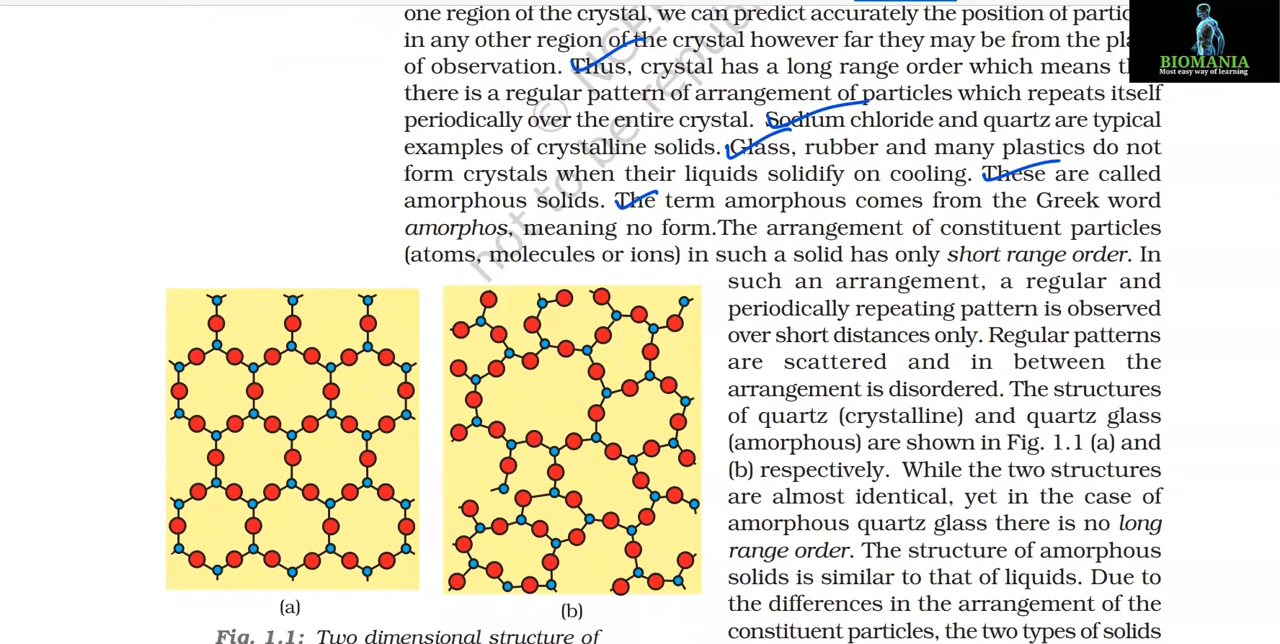 one region of the crystal, we can predict accurately the position of
in any other region of the crystal however far they may be from the
of observation. Thus, crystal has a long range order which means
there is a regular pattern of arrangement of particles which repeats itself
periodically over the entire crystal. Sodium chloride and quartz are typical
examples of crystalline solids. Glass, rubber and many plastics do not
form crystals when their liquids solidify on cooling. These are called
amorphous solids. The term amorphous comes from the Greek word
amorphos, meaning no form.The arrangement of constituent particles
(atoms, molecules or ions) in such a solid has only short range order. In
such an arrangement, a regular and
periodically repeating pattern is observed
over short distances only. Regular patterns
are scattered and in between the
arrangement is disordered. The structures
of quartz (crystalline) and quartz glass
(amorphous) are shown in Fig. 1.1 (a) and
(b) respectively. While the two structures
are almost identical, yet in the case of
amorphous quartz glass there is no long
range order. The structure of amorphous
solids is similar to that of liquids. Due to
the differences in the arrangement of the
constituent particles, the two types of solids
(a)
(b)
Fig. 1.1: Two dimensional structure of
BIOMANIA
Most easy way of learning
not to be